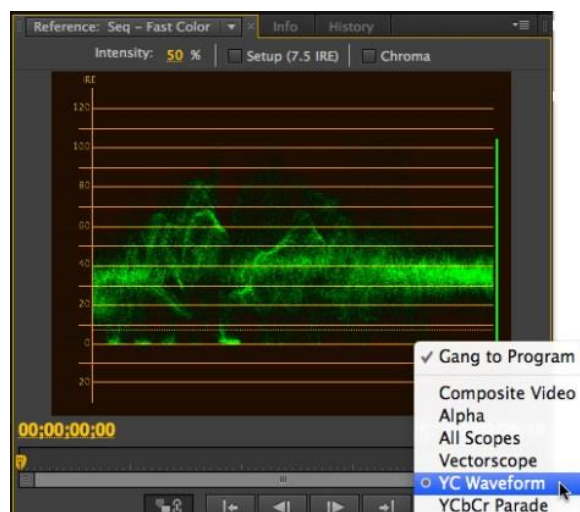 Reference: Seq – Fast Color Info History
Intensity: 50 % Setup (7.5 IRE) Chroma
IRE
120
100
80
60
40
20
0
20
Gang to Program
Composite Video
Alpha
All Scopes
Vectorscope
YC Waveform
YCbCr Parade
00;00;00;00